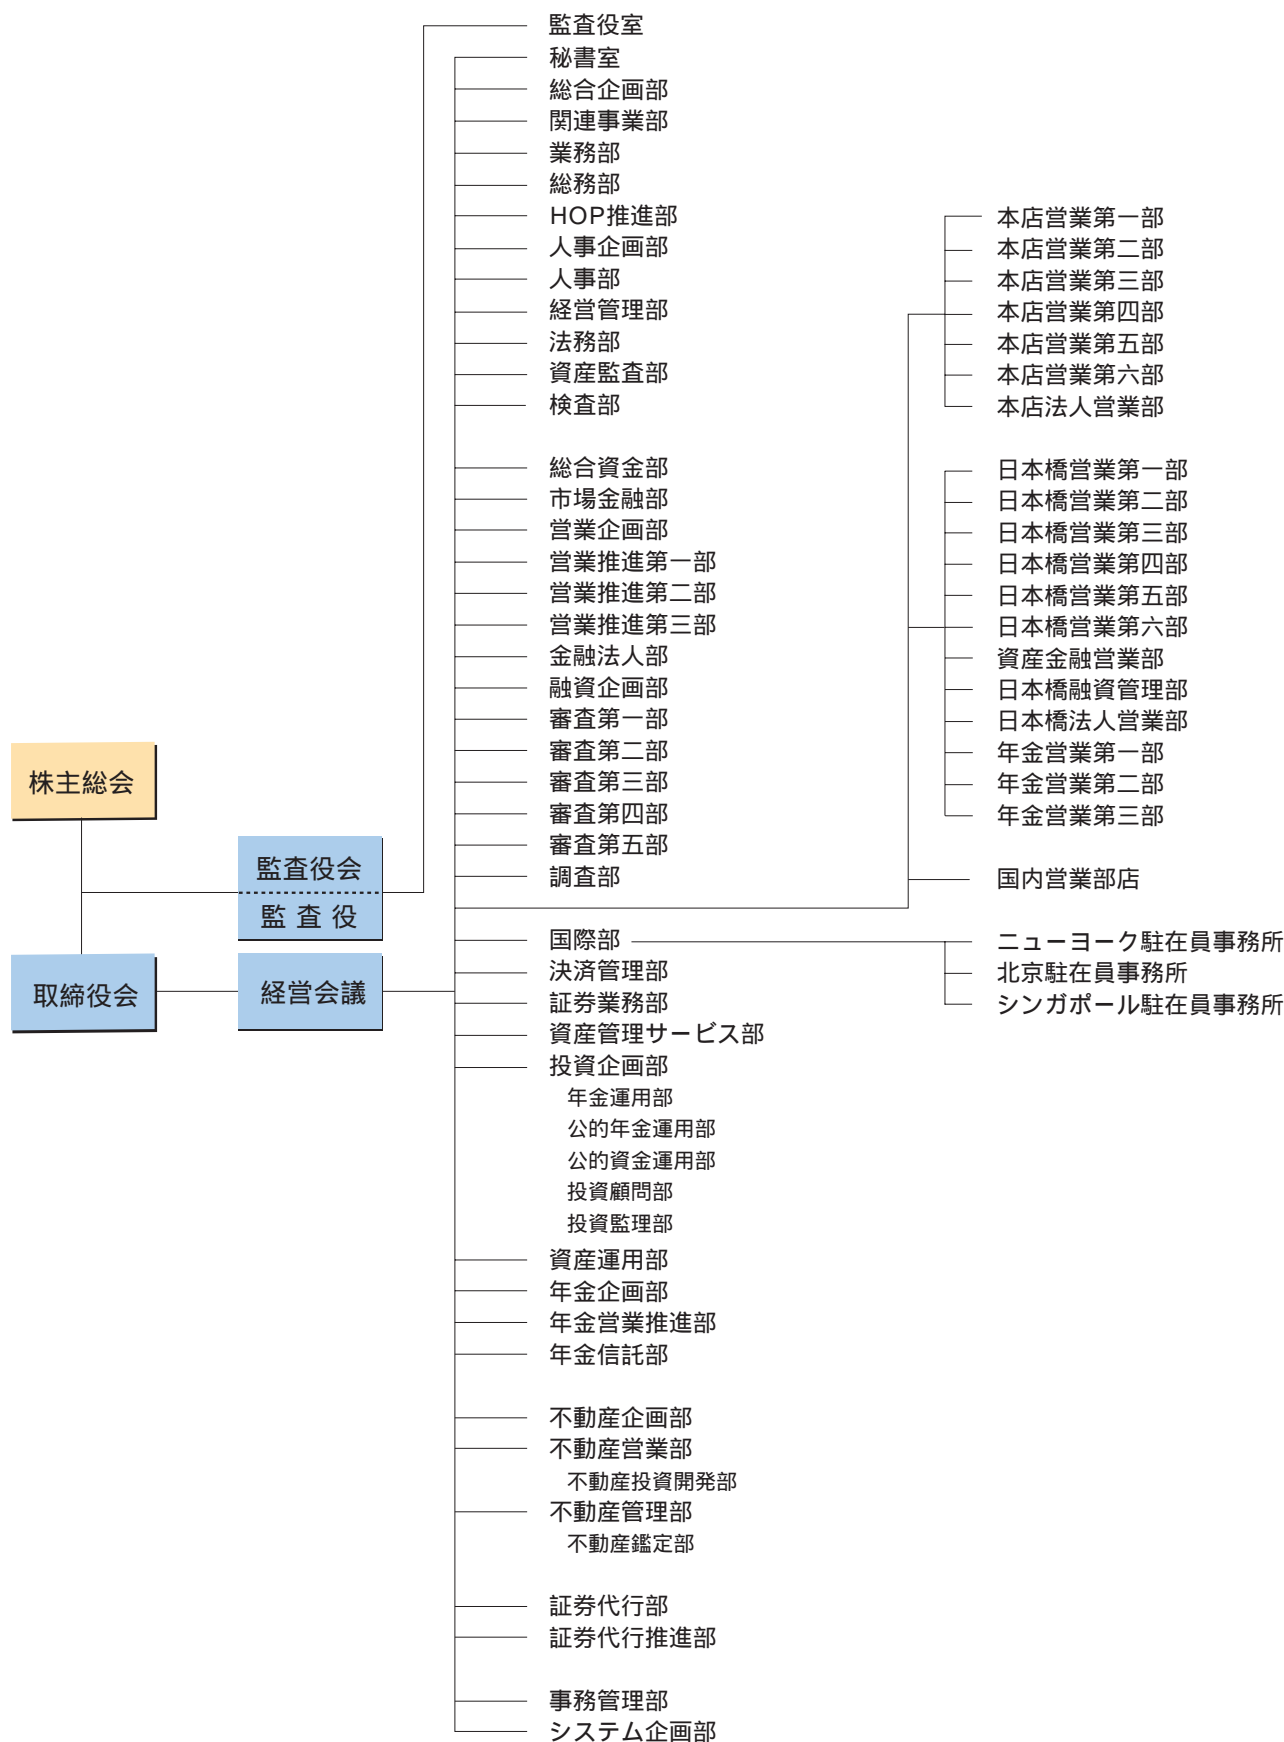 株主総会
取締役会
監査役会
監査役
経営会議
監査役室
秘書室
総合企画部
関連事業部
業務部
総務部
HOP推進部
人事企画部
人事部
経営管理部
法務部
資産監査部
検査部
総合資金部
市場金融部
営業企画部
営業推進第一部
営業推進第二部
営業推進第三部
金融法人部
融資企画部
審査第一部
審査第二部
審査第三部
審査第四部
審査第五部
調査部
国際部
決済管理部
証券業務部
資産管理サービス部
投資企画部
年金運用部
公的年金運用部
公的資金運用部
投資顧問部
投資監理部
資産運用部
年金企画部
年金営業推進部
年金信託部
不動産企画部
不動産営業部
不動産投資開発部
不動産管理部
不動産鑑定部
証券代行部
証券代行推進部
事務管理部
システム企画部
本店営業第一部
本店営業第二部
本店営業第三部
本店営業第四部
本店営業第五部
本店営業第六部
本店法人営業部
日本橋営業第一部
日本橋営業第二部
日本橋営業第三部
日本橋営業第四部
日本橋営業第五部
日本橋営業第六部
資産金融営業部
日本橋融資管理部
日本橋法人営業部
年金営業第一部
年金営業第二部
年金営業第三部
国内営業部店
ニューヨーク駐在員事務所
北京駐在員事務所
シンガポール駐在員事務所